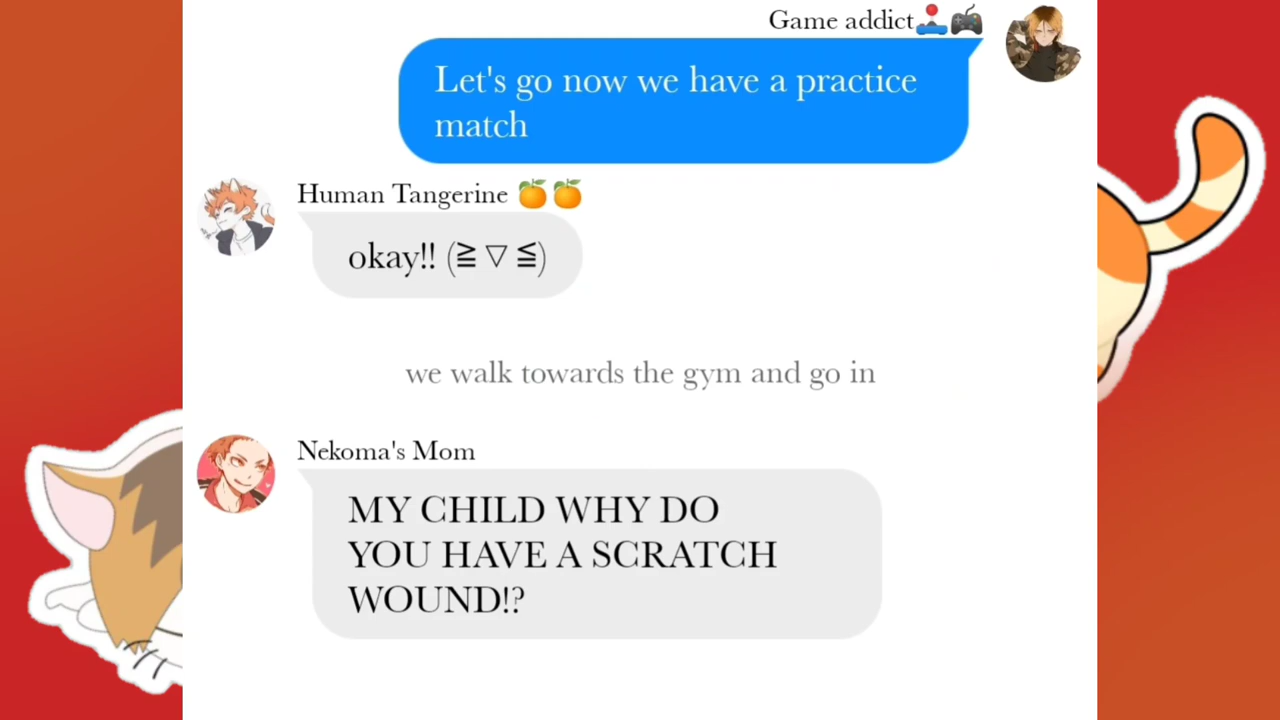 Game addict🕹️🎮
Let's go now we have a practice
match
Human Tangerine 🍊🍊
okay!! (≧▽≦)
we walk towards the gym and go in
Nekoma's Mom
MY CHILD WHY DO
YOU HAVE A SCRATCH
WOUND!?